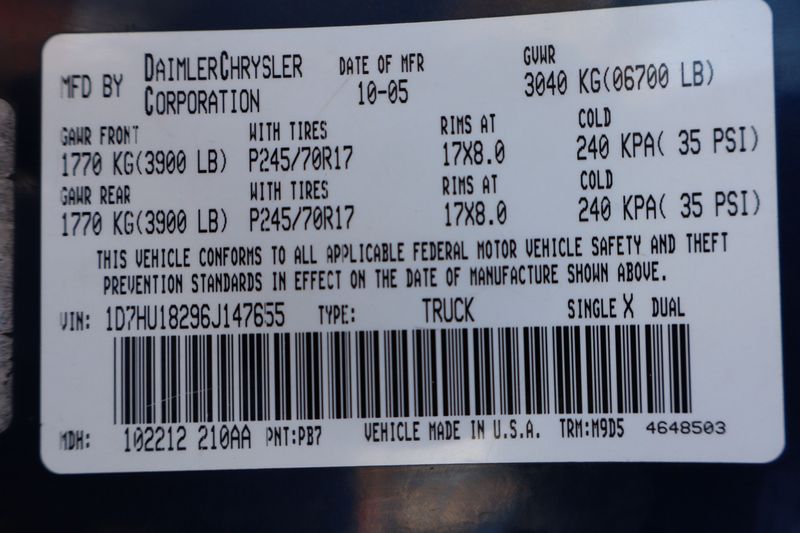 MFD BY DAIMLERCHRYSLER CORPORATION DATE OF MFR 10-05 GVWR 3040 KG(06700 LB)
GAWR FRONT WITH TIRES RIMS AT COLD
1770 KG(3900 LB) P245/70R17 17X8.0 240 KPA( 35 PSI)
GAWR REAR WITH TIRES RIMS AT COLD
1770 KG(3900 LB) P245/70R17 17X8.0 240 KPA( 35 PSI)
THIS VEHICLE CONFORMS TO ALL APPLICABLE FEDERAL MOTOR VEHICLE SAFETY AND THEFT
PREVENTION STANDARDS IN EFFECT ON THE DATE OF MANUFACTURE SHOWN ABOVE.
VIN: 1D7HU18296J147655 TYPE: TRUCK SINGLE X DUAL
MDH: 102212 210AA PNT:PB7 VEHICLE MADE IN U.S.A. TRM:M9D5 4648503